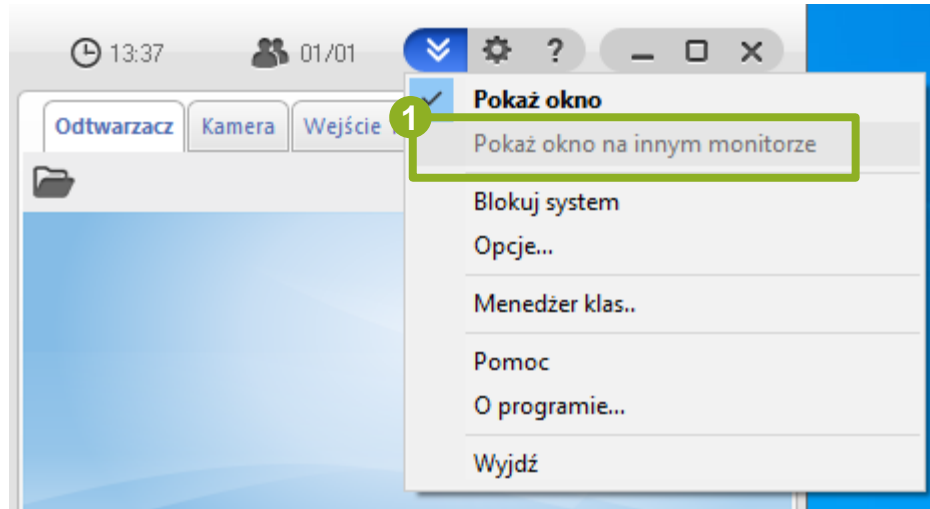 13:37 01/01 ?
Pokaż okno
1
Odtwarzacz Kamera Wejście
Pokaż okno na innym monitorze
Blokuj system
Opcje...
Menedżer klas..
Pomoc
O programie...
Wyjdź